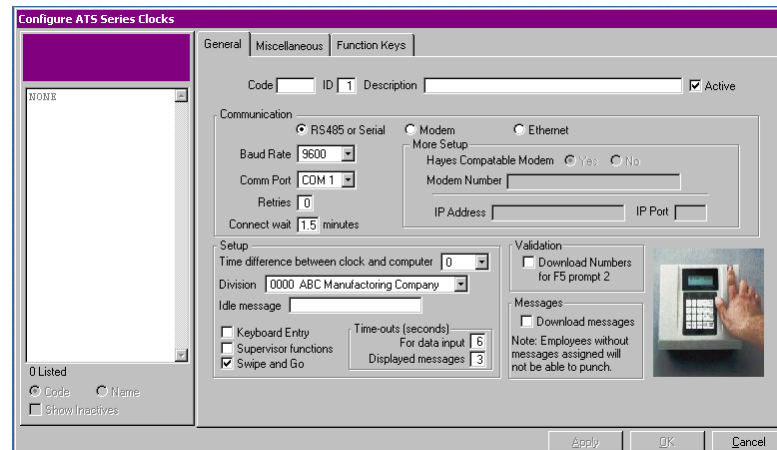 Configure ATS Series Clocks
General Miscellaneous Function Keys
NONE
0 Listed
Code Name
Show Inactives
Code ID 1 Description Active
Communication
RS485 or Serial Modem Ethernet
Baud Rate 9600
Comm Port COM 1
Retries 0
Connect wait 1.5 minutes
More Setup
Hayes Compatable Modem Yes No
Modem Number
IP Address IP Port
Setup
Time difference between clock and computer 0
Division 0000 ABC Manufactoring Company
Idle message
Keyboard Entry
Supervisor functions
Swipe and Go
Time-outs (seconds)
For data input 6
Displayed messages 3
Validation
Download Numbers
for F5 prompt 2
Messages
Download messages
Note: Employees without
messages assigned will
not be able to punch.
Apply OK Cancel